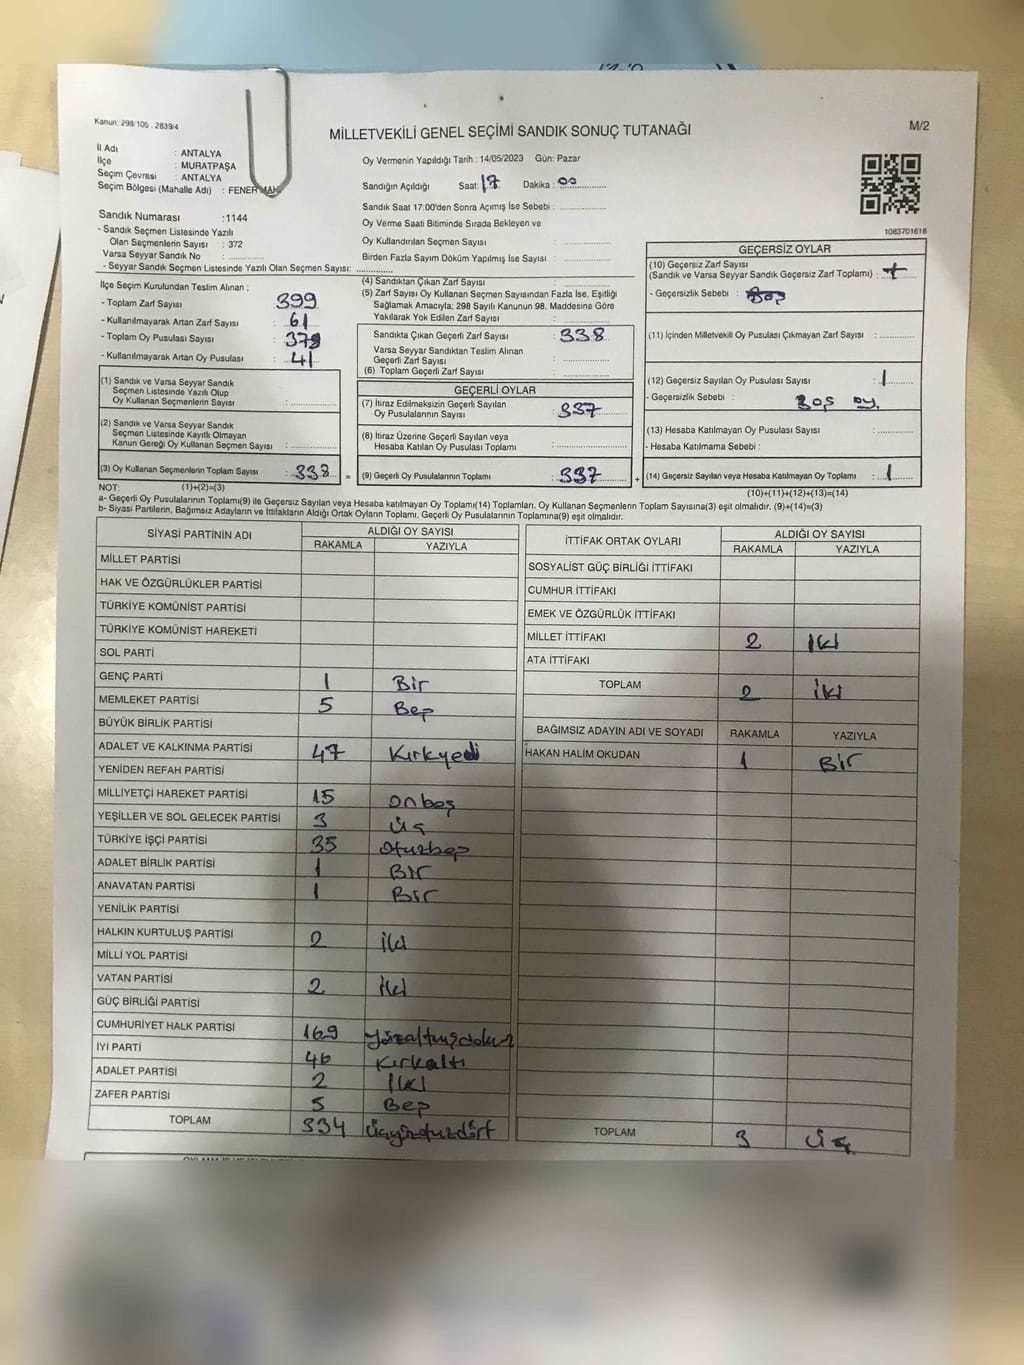 Kanun: 298/105 , 2839/4
MİLLETVEKİLİ GENEL SEÇİMİ SANDIK SONUÇ TUTANAĞI
M/2
İl Adı : ANTALYA
İlçe : MURATPAŞA
Seçim Çevresi : ANTALYA
Seçim Bölgesi (Mahalle Adı) : FENER MAH.
Oy Vermenin Yapıldığı Tarih : 14/05/2023 Gün: Pazar
Sandığın Açıldığı Saat: 17 Dakika : 00
Sandık Saat 17:00'den Sonra Açımış İse Sebebi :
Oy Verme Saati Bitiminde Sırada Bekleyen ve
Oy Kullandırılan Seçmen Sayısı :
Birden Fazla Sayım Döküm Yapılmış İse Sayısı :
1083701618
Sandık Numarası :1144
- Sandık Seçmen Listesinde Yazılı
Olan Seçmenlerin Sayısı : 372
Varsa Seyyar Sandık No :
- Seyyar Sandık Seçmen Listesinde Yazılı Olan Seçmen Sayısı:
İlçe Seçim Kurulundan Teslim Alınan ;
- Toplam Zarf Sayısı : 399
- Kullanılmayarak Artan Zarf Sayısı : 61
- Toplam Oy Pusulası Sayısı : 379
- Kullanılmayarak Artan Oy Pusulası : 41
(1) Sandık ve Varsa Seyyar Sandık
Seçmen Listesinde Yazılı Olup
Oy Kullanan Seçmenlerin Sayısı :
(2) Sandık ve Varsa Seyyar Sandık
Seçmen Listesinde Kayıtlı Olmayan
Kanun Gereği Oy Kullanan Seçmen Sayısı :
(3) Oy Kullanan Seçmenlerin Toplam Sayısı : 338
(4) Sandıktan Çıkan Zarf Sayısı :
(5) Zarf Sayısı Oy Kullanan Seçmen Sayısından Fazla İse, Eşitliği
Sağlamak Amacıyla; 298 Sayılı Kanunun 98. Maddesine Göre
Yakılarak Yok Edilen Zarf Sayısı :
Sandıkta Çıkan Geçerli Zarf Sayısı : 338
Varsa Seyyar Sandıktan Teslim Alınan
Geçerli Zarf Sayısı :
(6) Toplam Geçerli Zarf Sayısı :
GEÇERLİ OYLAR
(7) İtiraz Edilmeksizin Geçerli Sayılan
Oy Pusulalarının Sayısı : 337
(8) İtiraz Üzerine Geçerli Sayılan veya
Hesaba Katılan Oy Pusulası Sayısı :
= (9) Geçerli Oy Pusulalarının Toplamı : 337
GEÇERSİZ OYLAR
(10) Geçersiz Zarf Sayısı
(Sandık ve Varsa Seyyar Sandık Geçersiz Zarf Toplamı) :
- Geçersizlik Sebebi :
(11) İçinden Milletvekili Oy Pusulası Çıkmayan Zarf Sayısı :
(12) Geçersiz Sayılan Oy Pusulası Sayısı : 1
- Geçersizlik Sebebi : Boş oy.
(13) Hesaba Katılmayan Oy Pusulası Sayısı :
- Hesaba Katılmama Sebebi :
+ (14) Geçersiz Sayılan veya Hesaba Katılmayan Oy Toplamı : 1
NOT: (1)+(2)=(3)
(10)+(11)+(12)+(13)=(14)
a- Geçerli Oy Pusulalarının Toplamı(9) ile Geçersiz Sayılan veya Hesaba katılmayan Oy Toplamı(14) Toplamları, Oy Kullanan Seçmenlerin Toplam Sayısına(3) eşit olmalıdır. (9)+(14)=(3)
b- Siyasi Partilerin, Bağımsız Adayların ve İttifakların Aldığı Ortak Oyların Toplamı, Geçerli Oy Pusulalarının Toplamına(9) eşit olmalıdır.
SİYASİ PARTİNİN ADI ALDIĞI OY SAYISI
RAKAMLA YAZIYLA
MİLLET PARTİSİ
HAK VE ÖZGÜRLÜKLER PARTİSİ
TÜRKİYE KOMÜNİST PARTİSİ
TÜRKİYE KOMÜNİST HAREKETİ
SOL PARTİ
GENÇ PARTİ 1 Bir
MEMLEKET PARTİSİ 5 Beş
BÜYÜK BİRLİK PARTİSİ
ADALET VE KALKINMA PARTİSİ 47 Kırkyedi
YENİDEN REFAH PARTİSİ
MİLLİYETÇİ HAREKET PARTİSİ 15 onbeş
YEŞİLLER VE SOL GELECEK PARTİSİ 3 üç
TÜRKİYE İŞÇİ PARTİSİ 35 otuzbeş
ADALET BİRLİK PARTİSİ 1 Bir
ANAVATAN PARTİSİ 1 Bir
YENİLİK PARTİSİ
HALKIN KURTULUŞ PARTİSİ 2 iki
MİLLİ YOL PARTİSİ
VATAN PARTİSİ 2 iki
GÜÇ BİRLİĞİ PARTİSİ
CUMHURİYET HALK PARTİSİ 169 yüzaltmışdokuz
İYİ PARTİ 46 Kırkaltı
ADALET PARTİSİ 2 iki
ZAFER PARTİSİ 5 Beş
TOPLAM 334 üçyüzotuzdört
İTTİFAK ORTAK OYLARI ALDIĞI OY SAYISI
RAKAMLA YAZIYLA
SOSYALİST GÜÇ BİRLİĞİ İTTİFAKI
CUMHUR İTTİFAKI
EMEK VE ÖZGÜRLÜK İTTİFAKI
MİLLET İTTİFAKI 2 iki
ATA İTTİFAKI
TOPLAM 2 iki
BAĞIMSIZ ADAYIN ADI VE SOYADI RAKAMLA YAZIYLA
HAKAN HALİM OKUDAN 1 Bir
TOPLAM 3 üç